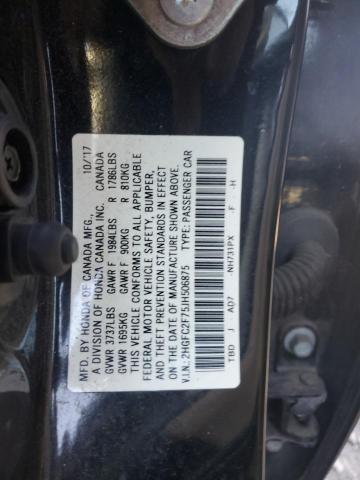 MFD. BY HONDA OF CANADA MFG., 10/17
A DIVISION OF HONDA CANADA INC. CANADA
GVWR 3737LBS GAWR F 1984LBS R 1786LBS
GVWR 1695KG GAWR F 900KG R 810KG
THIS VEHICLE CONFORMS TO ALL APPLICABLE
FEDERAL MOTOR VEHICLE SAFETY, BUMPER,
AND THEFT PREVENTION STANDARDS IN EFFECT
ON THE DATE OF MANUFACTURE SHOWN ABOVE.
V.I.N.: 2HGFC2F75JH506875 TYPE: PASSENGER CAR
TBD J AD7 NH731PX -F -H